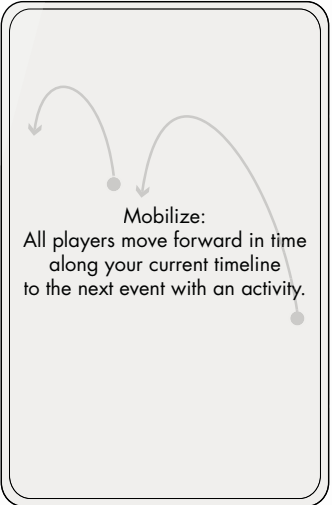 Mobilize:
All players move forward in time
along your current timeline
to the next event with an activity.